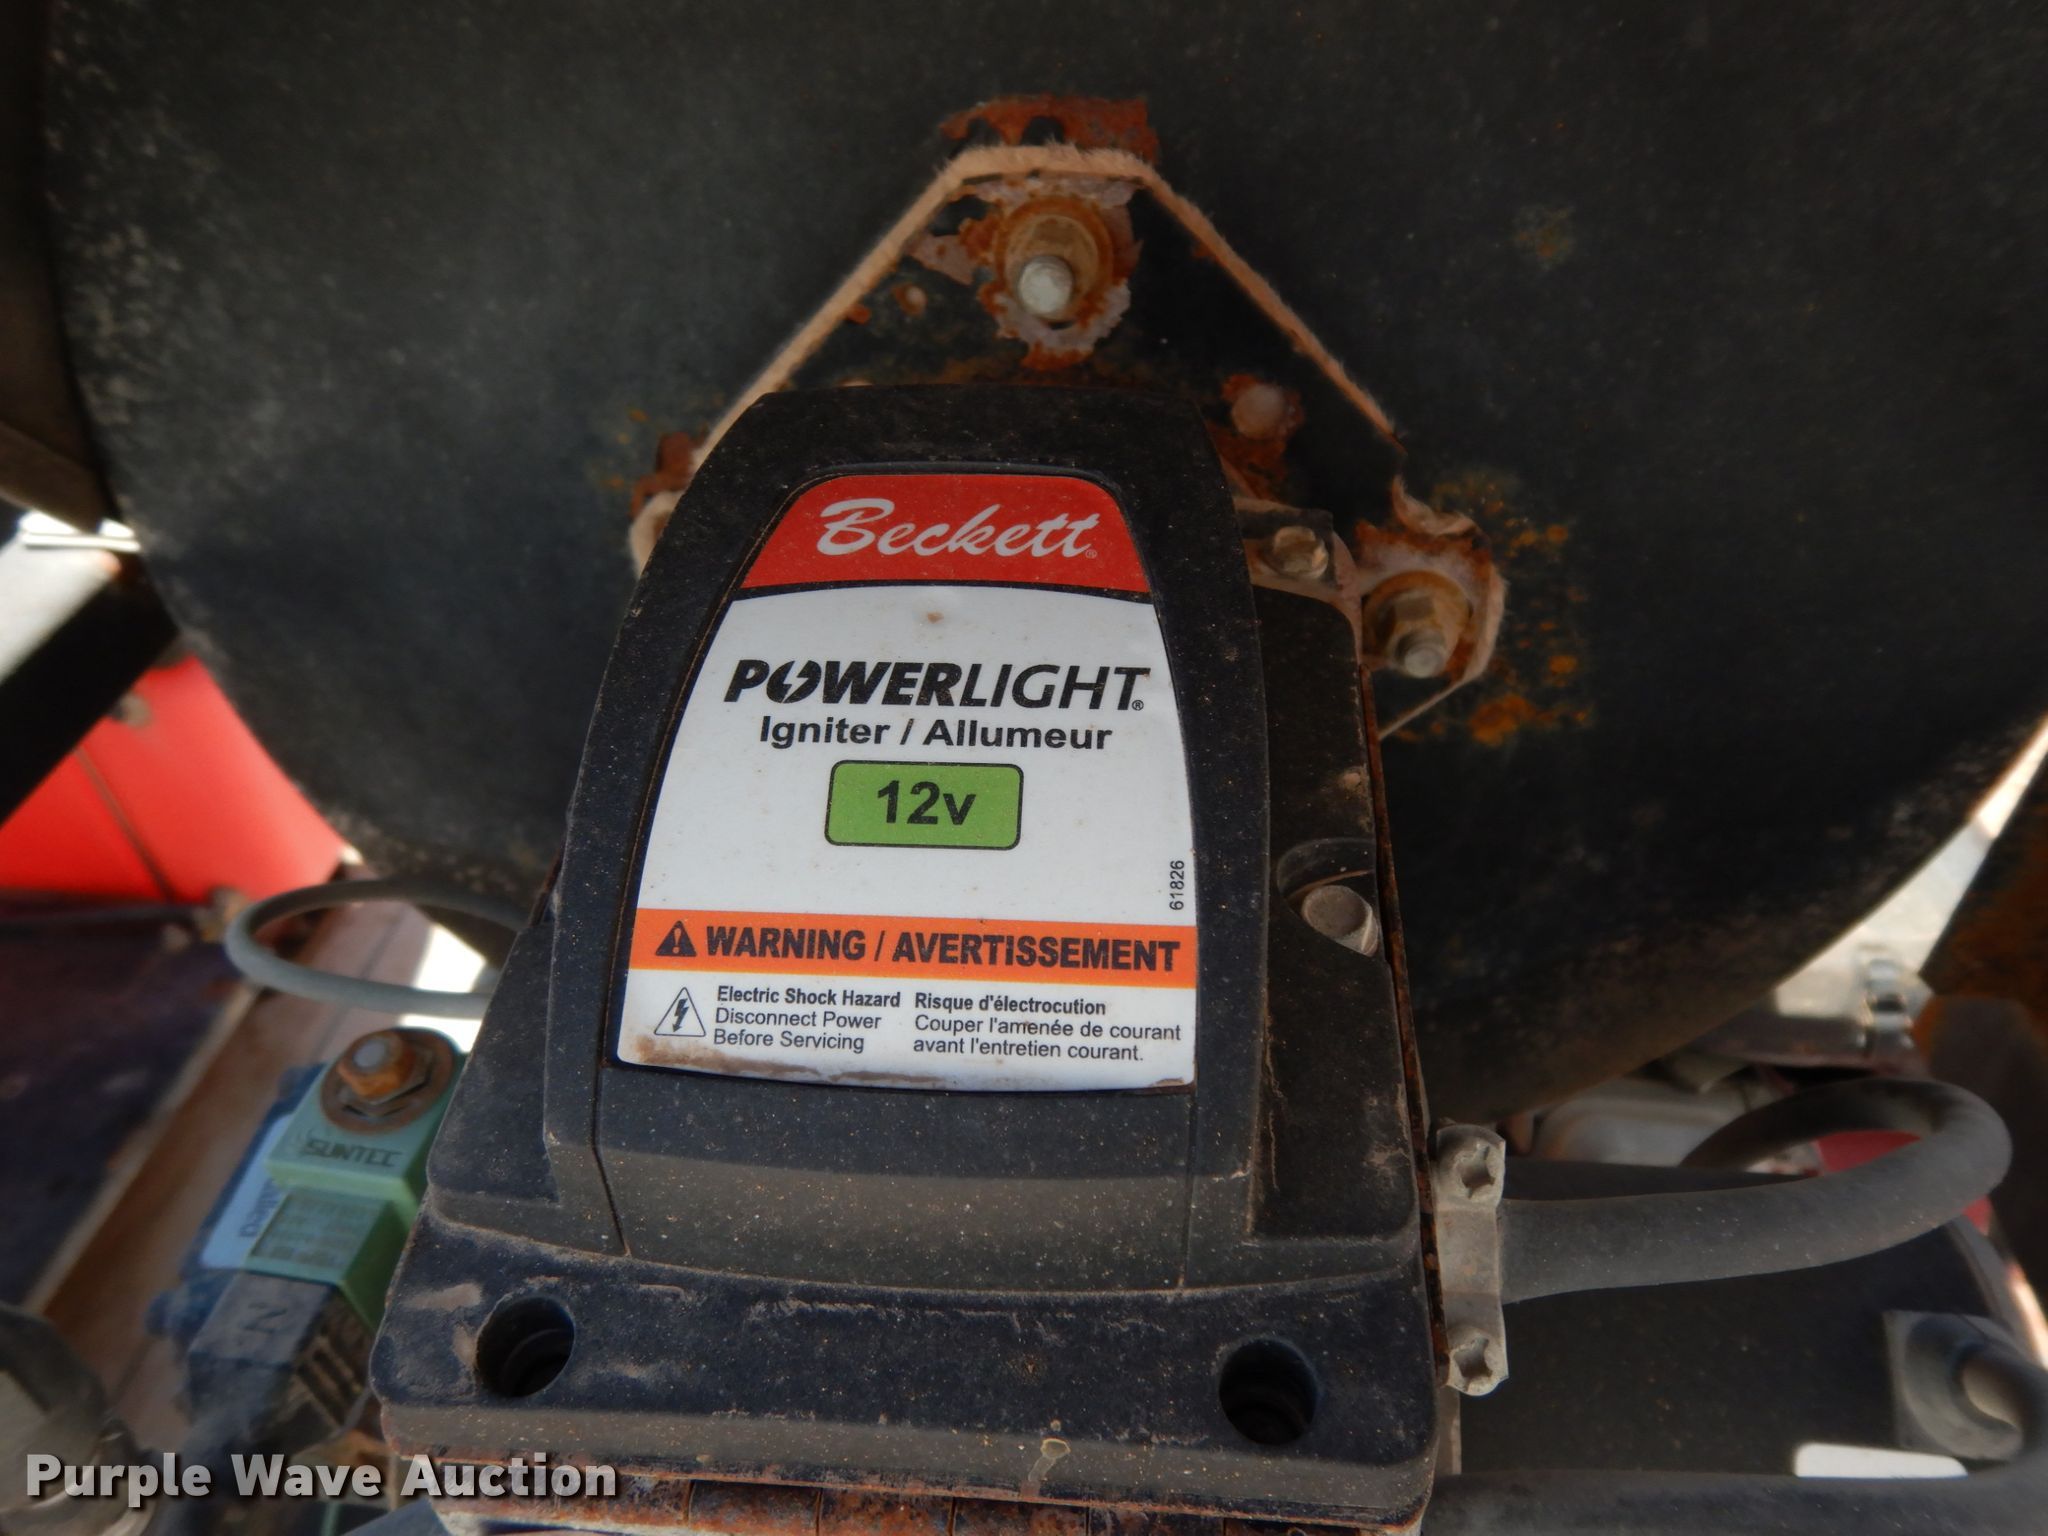 Beckett®
POWERLIGHT®
Igniter / Allumeur
12v
61826
WARNING / AVERTISSEMENT
Electric Shock Hazard
Disconnect Power
Before Servicing
Risque d'électrocution
Couper l'amenée de courant
avant l'entretien courant.
SUNTEC
N
Purple Wave Auction